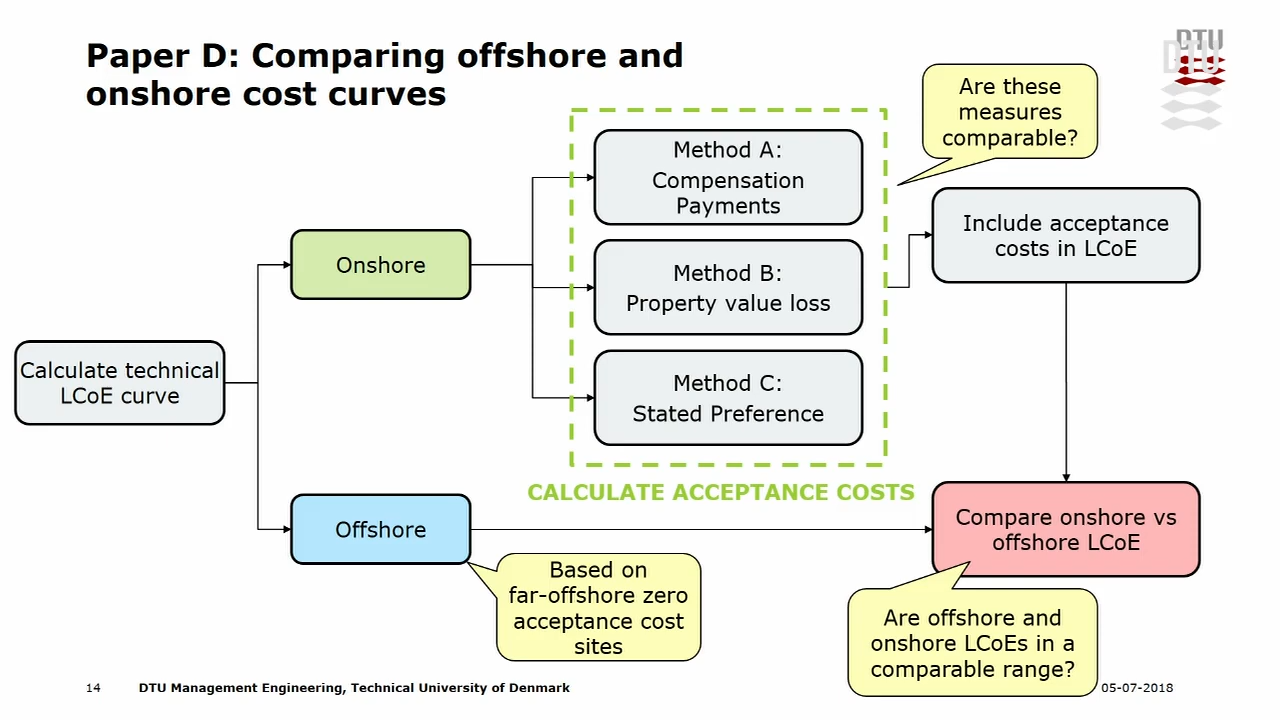 Paper D: Comparing offshore and
onshore cost curves
DTU
Are these
measures
comparable?
Method A:
Compensation
Payments
Include acceptance
costs in LCoE
Onshore
Method B:
Property value loss
Calculate technical
LCoE curve
Method C:
Stated Preference
CALCULATE ACCEPTANCE COSTS
Offshore
Compare onshore vs
offshore LCoE
Based on
far-offshore zero
acceptance cost
sites
Are offshore and
onshore LCoEs in a
comparable range?
14 DTU Management Engineering, Technical University of Denmark 05-07-2018